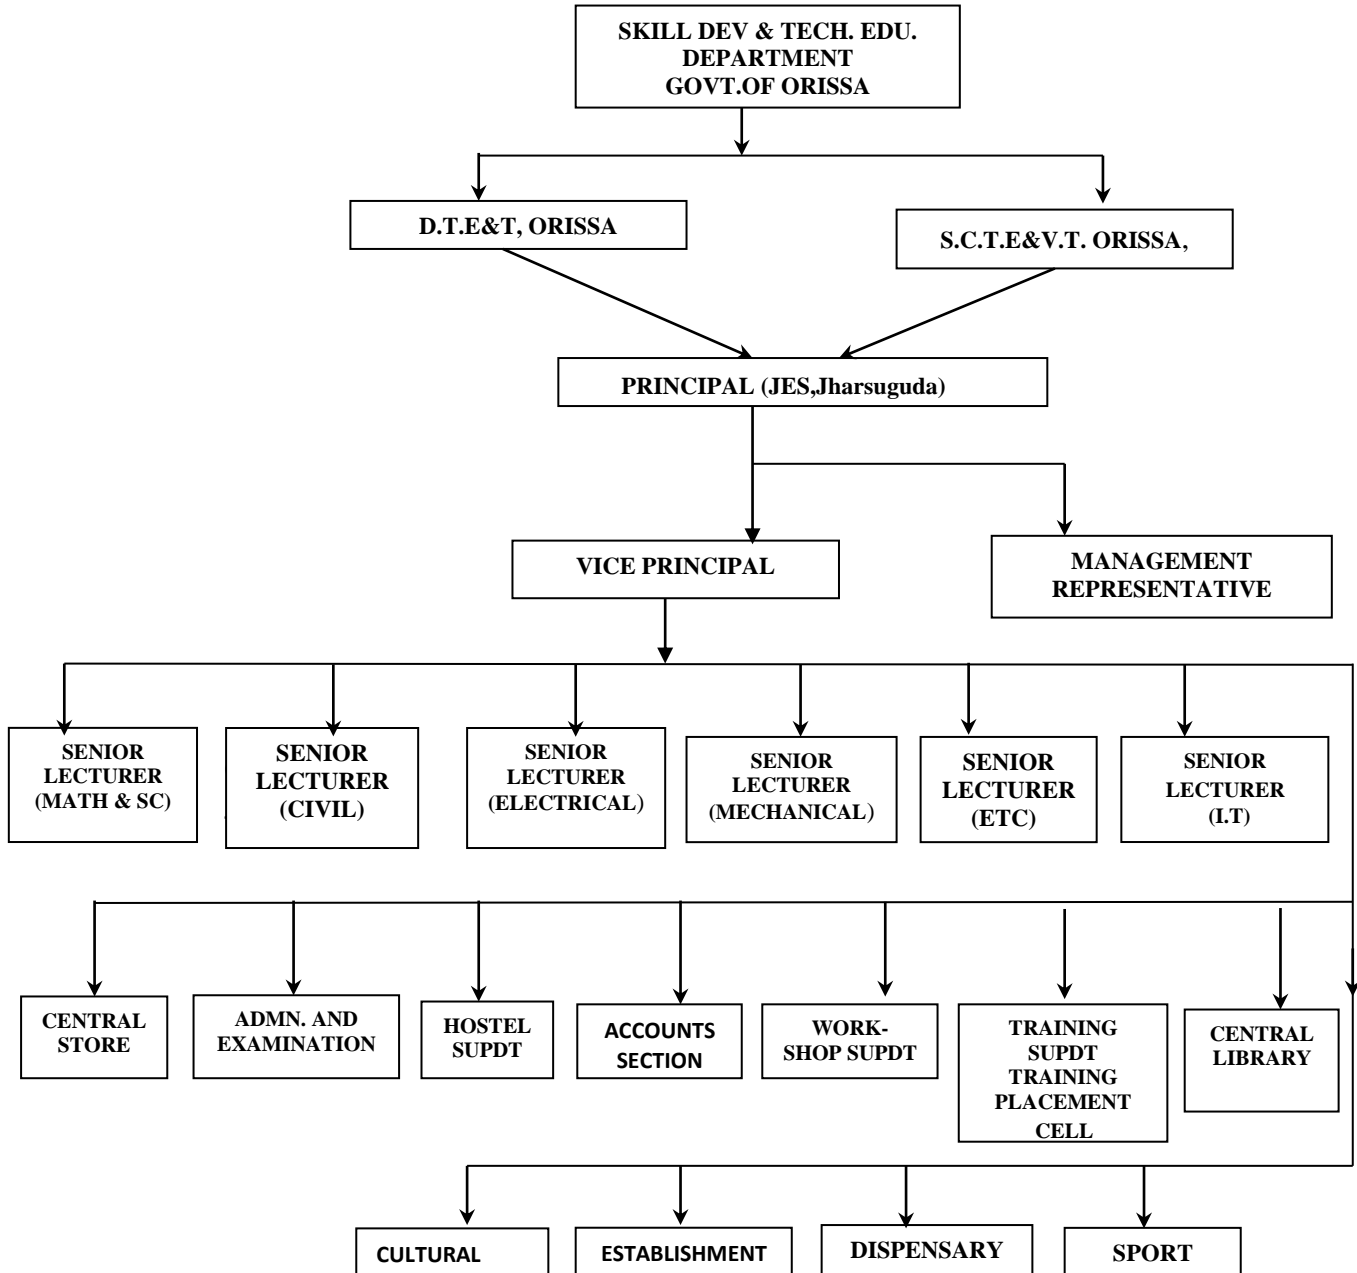 SKILL DEV & TECH. EDU.
DEPARTMENT
GOVT.OF ORISSA
D.T.E&T, ORISSA
S.C.T.E&V.T. ORISSA,
PRINCIPAL (JES,Jharsuguda)
VICE PRINCIPAL
MANAGEMENT
REPRESENTATIVE
SENIOR
LECTURER
(MATH & SC)
SENIOR
LECTURER
(CIVIL)
SENIOR
LECTURER
(ELECTRICAL)
SENIOR
LECTURER
(MECHANICAL)
SENIOR
LECTURER
(ETC)
SENIOR
LECTURER
(I.T)
CENTRAL
STORE
ADMN. AND
EXAMINATION
HOSTEL
SUPDT
ACCOUNTS
SECTION
WORK-
SHOP SUPDT
TRAINING
SUPDT
TRAINING
PLACEMENT
CELL
CENTRAL
LIBRARY
CULTURAL
ESTABLISHMENT
DISPENSARY
SPORT